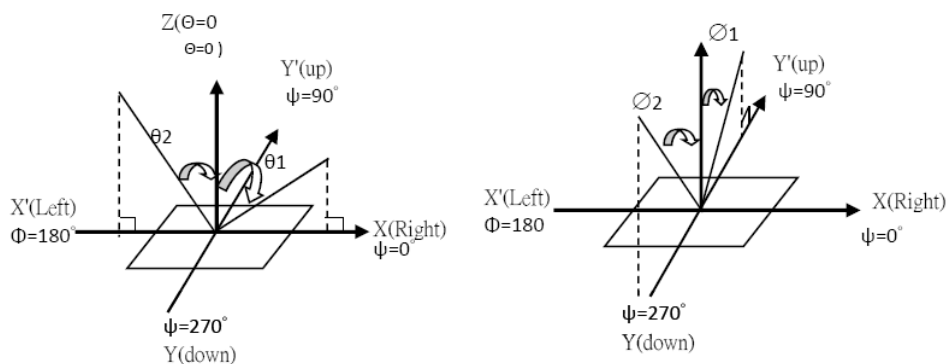 Z(Θ=0
Θ=0 )
Y'(up)
ψ=90°
θ2
θ1
X'(Left)
Φ=180°
X(Right)
ψ=0°
ψ=270°
Y(down)
∅1
Y'(up)
ψ=90°
∅2
X'(Left)
Φ=180
X(Right)
ψ=0°
ψ=270°
Y(down)